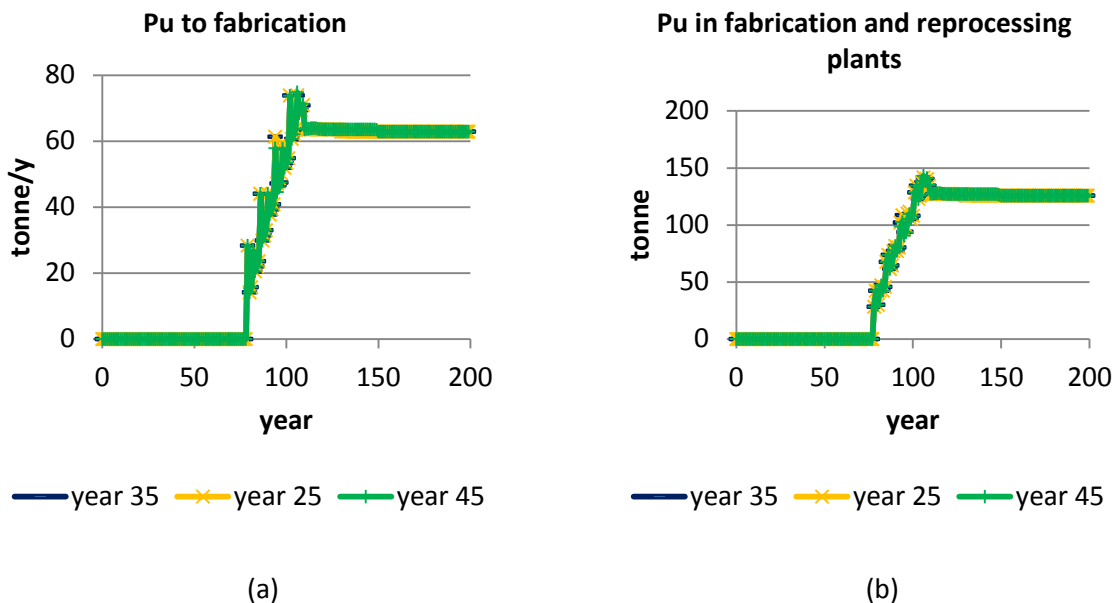 Pu to fabrication
80
60
40
20
0
tonne/y
0 50 100 150 200
year
year 35 year 25 year 45
(a)
Pu in fabrication and reprocessing
plants
200
150
100
50
0
tonne
0 50 100 150 200
year
year 35 year 25 year 45
(b)